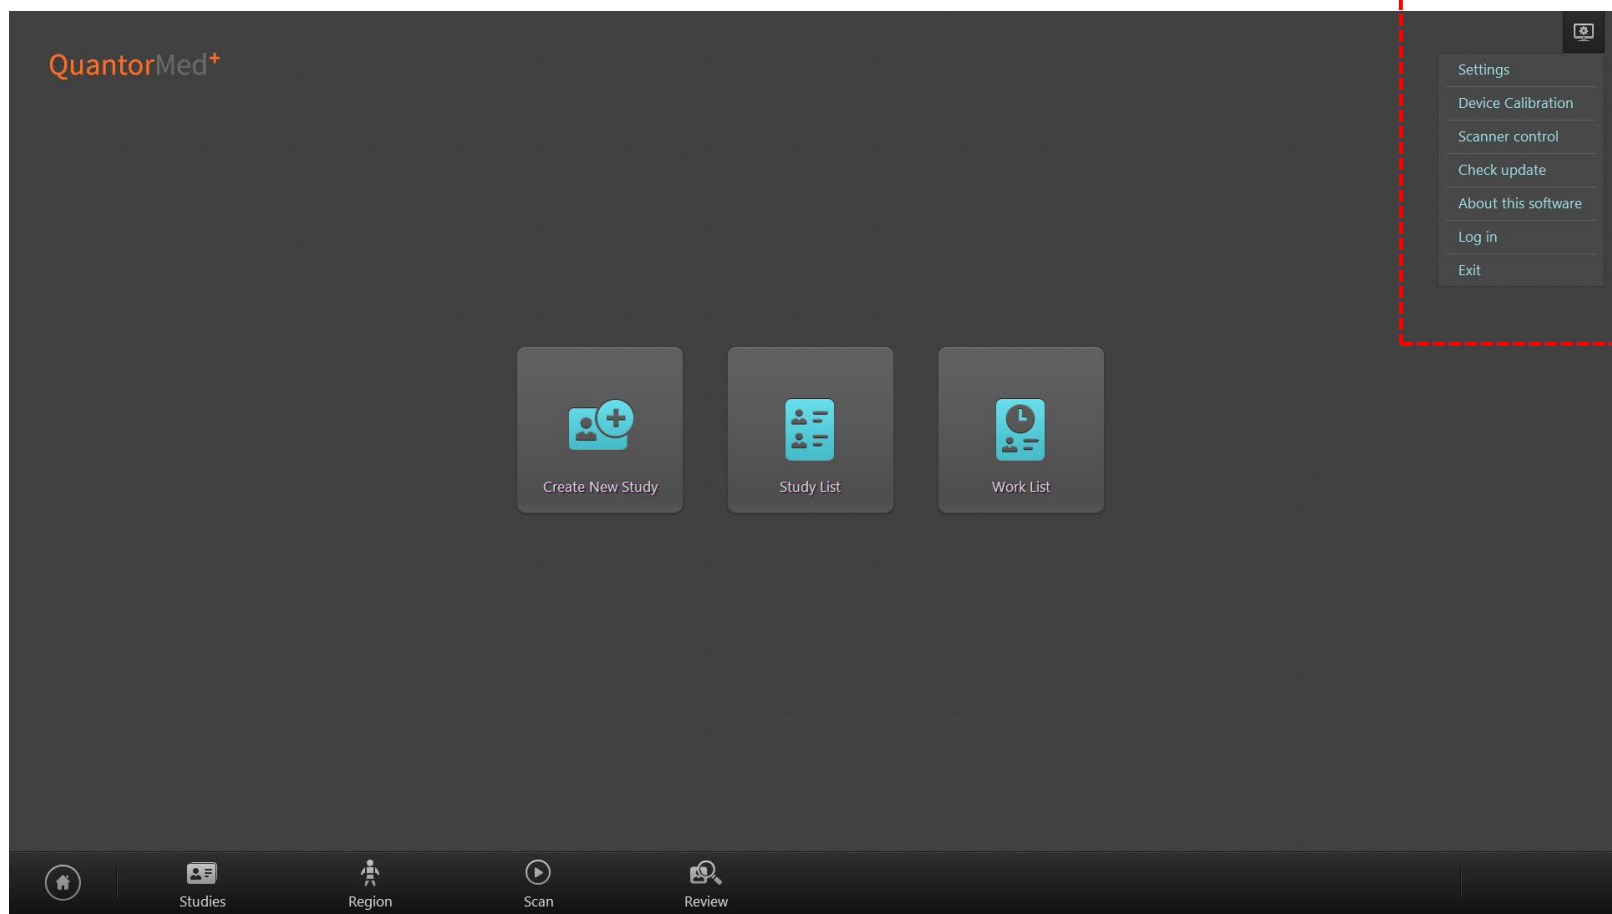 QuantorMed+
Settings
Device Calibration
Scanner control
Check update
About this software
Log in
Exit
Create New Study
Study List
Work List
Studies
Region
Scan
Review